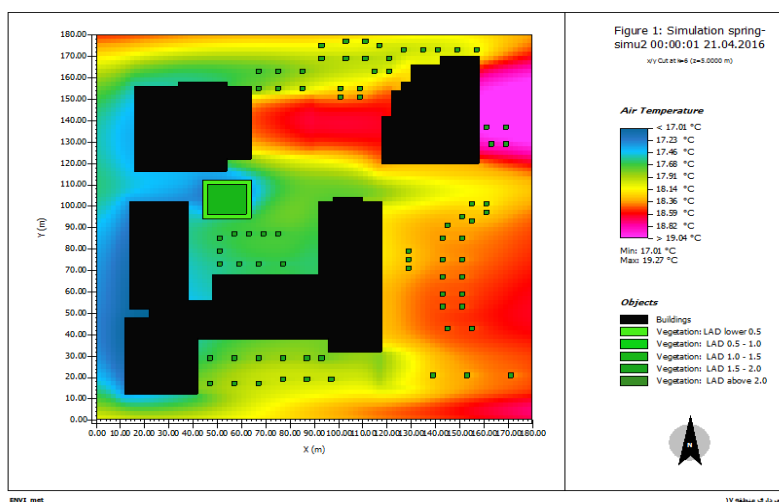 Figure 1: Simulation spring-
simu2 00:00:01 21.04.2016
x/y Cut at k=6 (z=3.0000 m)
180.00
170.00
160.00
150.00
140.00
130.00
120.00
110.00
100.00
90.00
80.00
70.00
60.00
50.00
40.00
30.00
20.00
10.00
0.00
Y (m)
0.00 10.00 20.00 30.00 40.00 50.00 60.00 70.00 80.00 90.00 100.00 110.00 120.00 130.00 140.00 150.00 160.00 170.00 180.00
X (m)
Air Temperature
< 17.01 °C
17.23 °C
17.46 °C
17.68 °C
17.91 °C
18.14 °C
18.36 °C
18.59 °C
18.82 °C
> 19.04 °C
Min: 17.01 °C
Max: 19.27 °C
Objects
Buildings
Vegetation: LAD lower 0.5
Vegetation: LAD 0.5 - 1.0
Vegetation: LAD 1.0 - 1.5
Vegetation: LAD 1.5 - 2.0
Vegetation: LAD above 2.0
N
ENVI_met